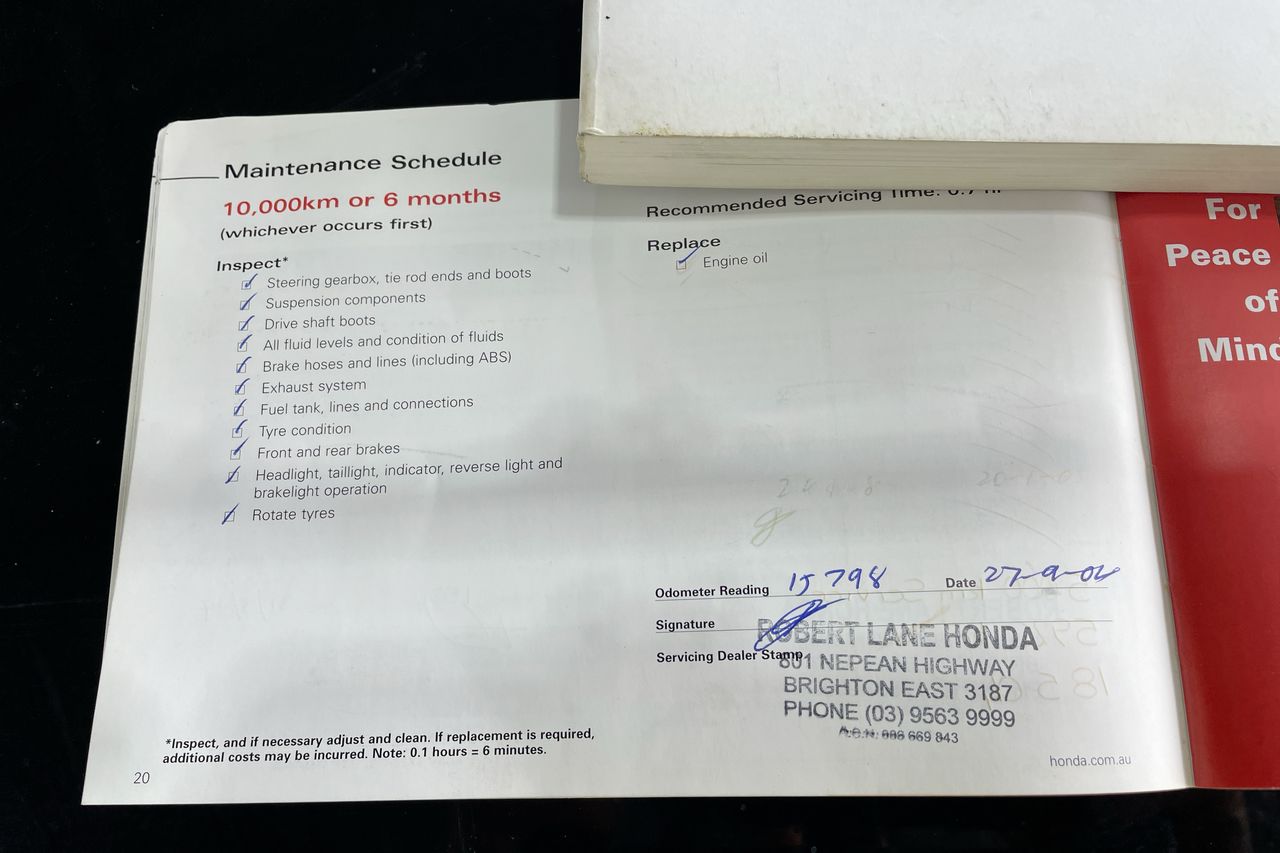 Maintenance Schedule
10,000km or 6 months
(whichever occurs first)
Inspect*
Steering gearbox, tie rod ends and boots
Suspension components
Drive shaft boots
All fluid levels and condition of fluids
Brake hoses and lines (including ABS)
Exhaust system
Fuel tank, lines and connections
Tyre condition
Front and rear brakes
Headlight, taillight, indicator, reverse light and
brakelight operation
Rotate tyres
*Inspect, and if necessary adjust and clean. If replacement is required,
additional costs may be incurred. Note: 0.1 hours = 6 minutes.
20
Recommended Servicing Time:
Replace
Engine oil
Odometer Reading 15798 Date
Signature
Servicing Dealer Stamp
ROBERT LANE HONDA
801 NEPEAN HIGHWAY
BRIGHTON EAST 3187
PHONE (03) 9563 9999
honda.com.au
For
Peace
of
Mind